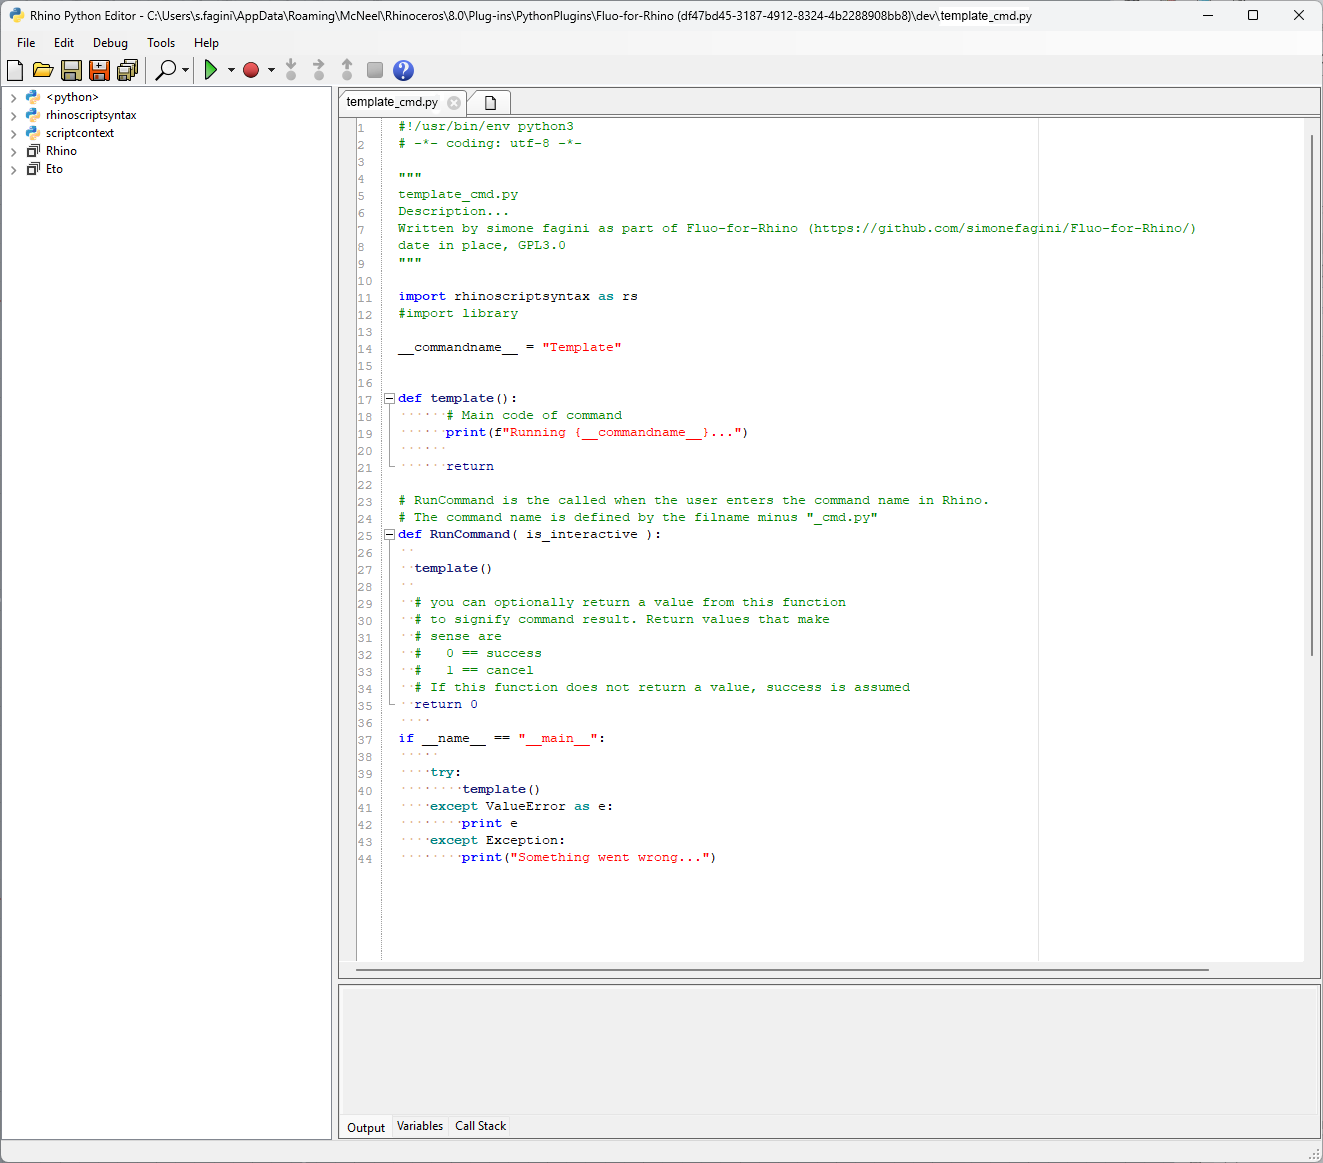 Rhino Python Editor - C:\Users\s.fagini\AppData\Roaming\McNeel\Rhinoceros\8.0\Plug-ins\PythonPlugins\Fluo-for-Rhino (df47bd45-3187-4912-8324-4b2288908bb8)\dev\template_cmd.py
File Edit Debug Tools Help
<python>
rhinoscriptsyntax
scriptcontext
Rhino
Eto
template_cmd.py
1 #!/usr/bin/env python3
2 # -*- coding: utf-8 -*-
3
4 """
5 template_cmd.py
6 Description...
7 Written by simone fagini as part of Fluo-for-Rhino (https://github.com/simonefagini/Fluo-for-Rhino/)
8 date in place, GPL3.0
9 """
10
11 import rhinoscriptsyntax as rs
12 #import library
13
14 __commandname__ = "Template"
15
16
17 def template():
18 # Main code of command
19 print(f"Running {__commandname__}...")
20
21 return
22
23 # RunCommand is the called when the user enters the command name in Rhino.
24 # The command name is defined by the filname minus "_cmd.py"
25 def RunCommand( is_interactive ):
26
27 template()
28
29 # you can optionally return a value from this function
30 # to signify command result. Return values that make
31 # sense are
32 #   0 == success
33 #   1 == cancel
34 # If this function does not return a value, success is assumed
35 return 0
36
37 if __name__ == "__main__":
38
39 try:
40 template()
41 except ValueError as e:
42 print e
43 except Exception:
44 print("Something went wrong...")
Output Variables Call Stack